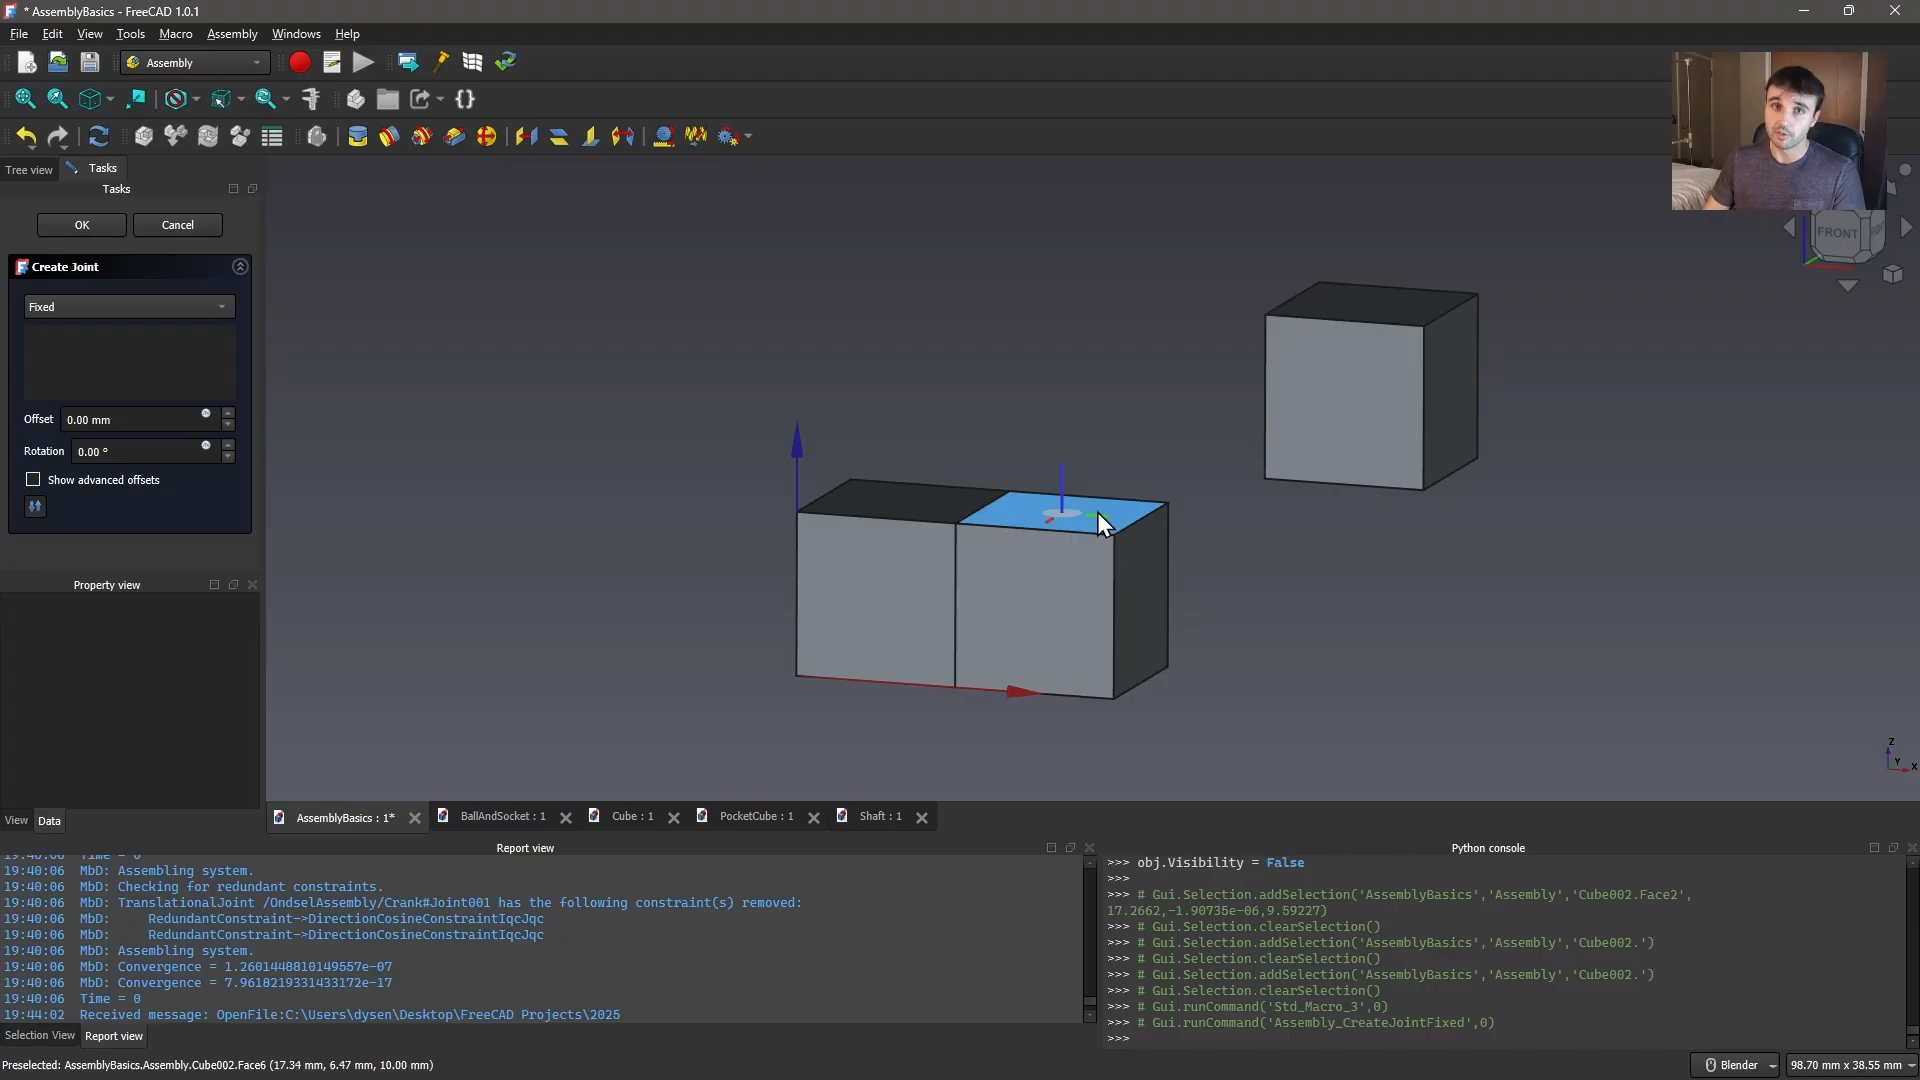 * AssemblyBasics - FreeCAD 1.0.1
File Edit View Tools Macro Assembly Windows Help
Assembly
Tree view Tasks
Tasks
OK Cancel
Create Joint
Fixed
Offset 0.00 mm
Rotation 0.00 °
Show advanced offsets
FRONT
Property view
Z
Y
X
View Data
AssemblyBasics : 1* BallAndSocket : 1 Cube : 1 PocketCube : 1 Shaft : 1
Report view
19:40:06 Time = 0
19:40:06 MbD: Assembling system.
19:40:06 MbD: Checking for redundant constraints.
19:40:06 MbD: TranslationalJoint /OndselAssembly/Crank#Joint001 has the following constraint(s) removed:
19:40:06 MbD: RedundantConstraint->DirectionCosineConstraintIqcJqc
19:40:06 MbD: RedundantConstraint->DirectionCosineConstraintIqcJqc
19:40:06 MbD: Assembling system.
19:40:06 MbD: Convergence = 1.2601448810149557e-07
19:40:06 MbD: Convergence = 7.9618219331433172e-17
19:40:06 Time = 0
19:44:02 Received message: OpenFile:C:\Users\dysen\Desktop\FreeCAD Projects\2025
Selection View Report view
Python console
>>> obj.Visibility = False
>>>
>>> # Gui.Selection.addSelection('AssemblyBasics','Assembly','Cube002.Face2',
17.2662,-1.90735e-06,9.59227)
>>> # Gui.Selection.clearSelection()
>>> # Gui.Selection.addSelection('AssemblyBasics','Assembly','Cube002.')
>>> # Gui.Selection.clearSelection()
>>> # Gui.Selection.addSelection('AssemblyBasics','Assembly','Cube002.')
>>> # Gui.Selection.clearSelection()
>>> # Gui.runCommand('Std_Macro_3',0)
>>> # Gui.runCommand('Assembly_CreateJointFixed',0)
>>>
Preselected: AssemblyBasics.Assembly.Cube002.Face6 (17.34 mm, 6.47 mm, 10.00 mm)
Blender 98.70 mm x 38.55 mm